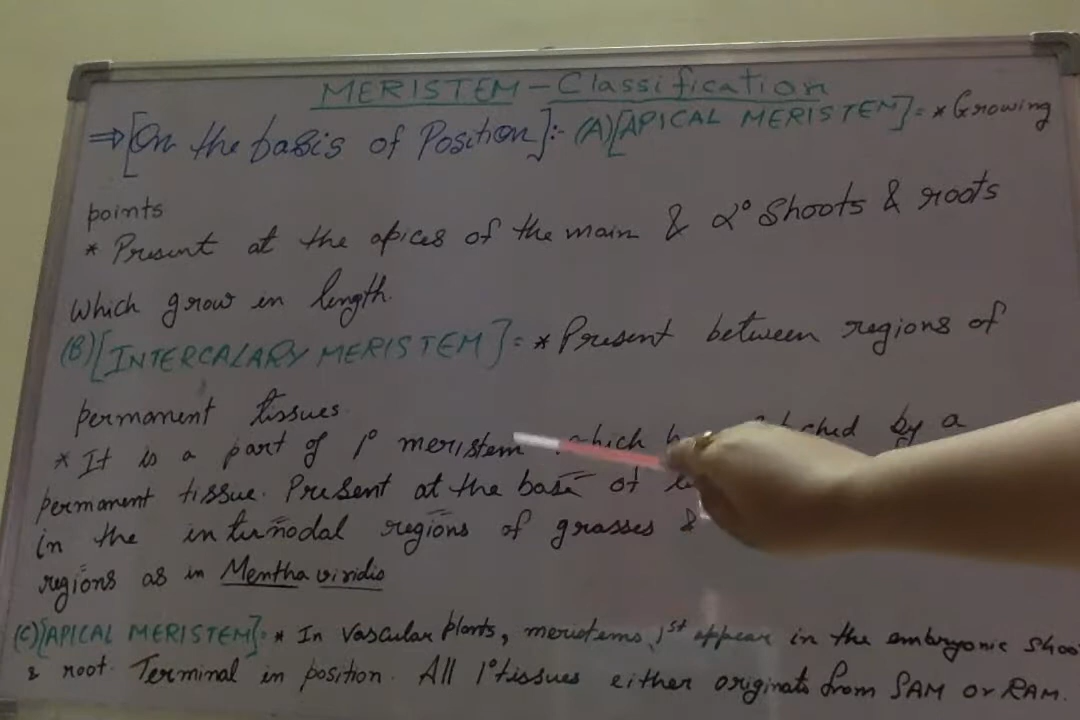 MERISTEM - Classification
⇒ [On the basis of Position]:- (A) [APICAL MERISTEM] = * Growing
points
* Present at the apices of the main & 2° shoots & roots
which grow in length.
(B) [INTERCALARY MERISTEM] = * Present between regions of
permanent tissues.
* It is a part of 1° meristem which by a
permanent tissue. Present at the base of
in the internodal regions of grasses &
regions as in Mentha viridis
(C) [APICAL MERISTEM] = * In vascular plants, meristems 1st appear in the embryonic shoo
& root. Terminal in position. All 1° tissues either originate from SAM or RAM.